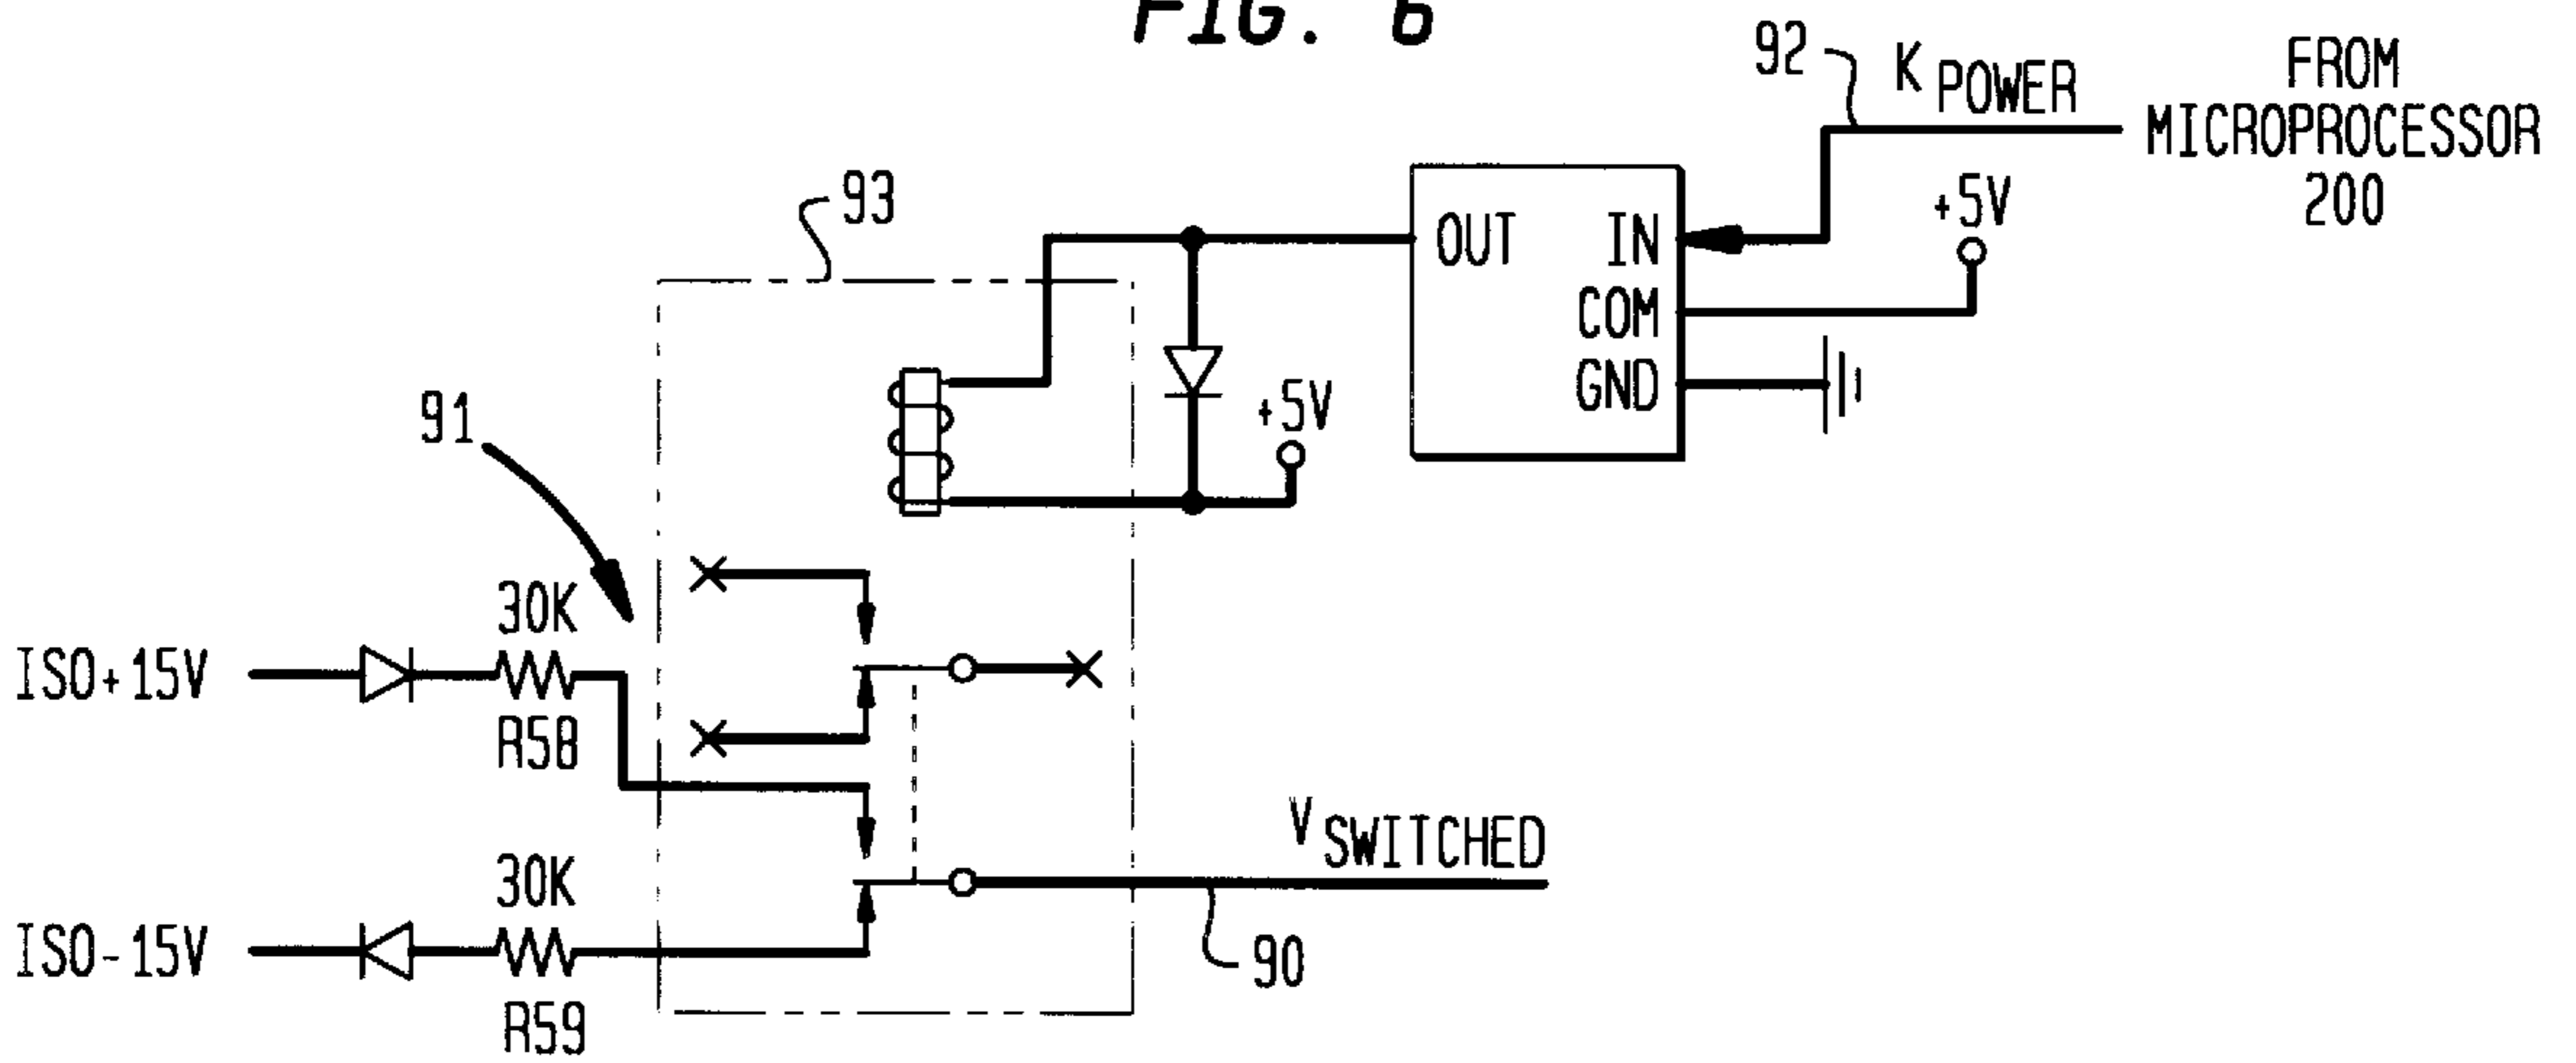 FIG. 6
92
K POWER
FROM
MICROPROCESSOR
200
93
+5V
OUT
IN
COM
GND
+5V
91
30K
ISO+15V
R58
V SWITCHED
30K
ISO-15V
90
R59